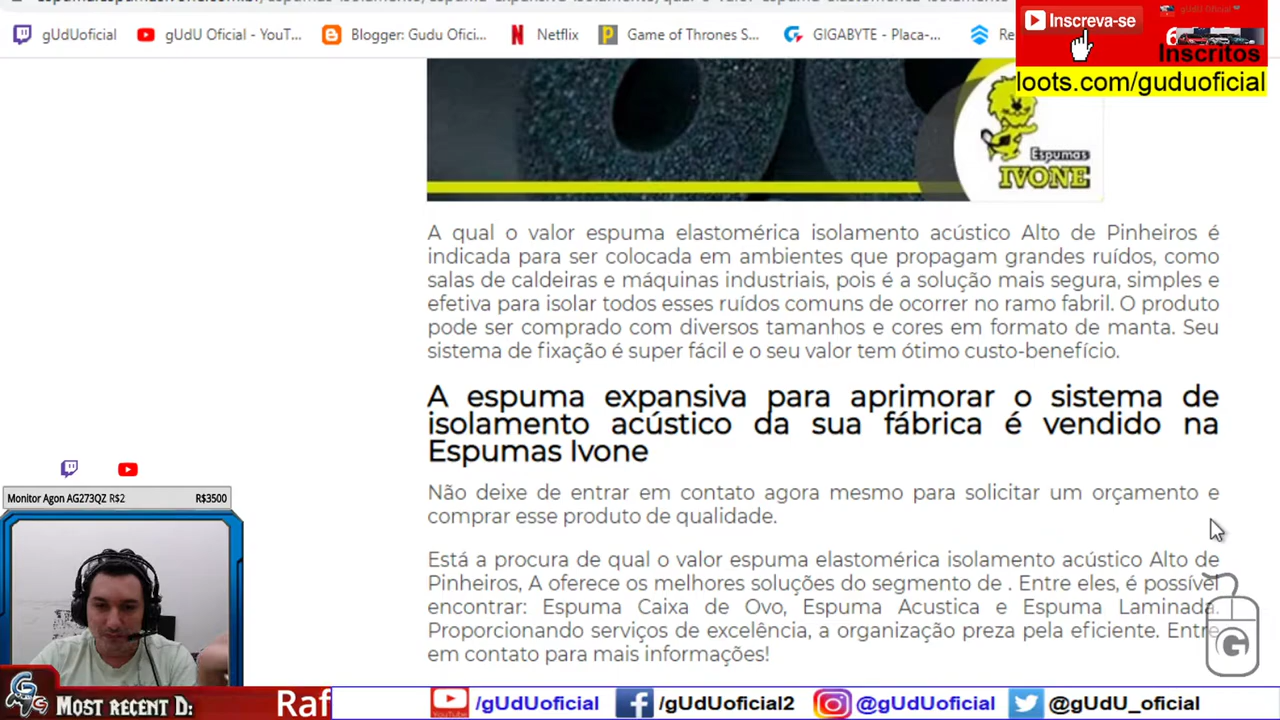 gUdUoficial
gUdU Oficial - YouT...
Blogger: Gudu Ofici...
Netflix
Game of Thrones S...
GIGABYTE - Placa-...
Inscreva-se
Inscritos
loots.com/guduoficial
Espumas
IVONE
A qual o valor espuma elastomérica isolamento acústico Alto de Pinheiros é
indicada para ser colocada em ambientes que propagam grandes ruídos, como
salas de caldeiras e máquinas industriais, pois é a solução mais segura, simples e
efetiva para isolar todos esses ruídos comuns de ocorrer no ramo fabril. O produto
pode ser comprado com diversos tamanhos e cores em formato de manta. Seu
sistema de fixação é super fácil e o seu valor tem ótimo custo-benefício.
A espuma expansiva para aprimorar o sistema de
isolamento acústico da sua fábrica é vendido na
Espumas Ivone
Não deixe de entrar em contato agora mesmo para solicitar um orçamento e
comprar esse produto de qualidade.
Está a procura de qual o valor espuma elastomérica isolamento acústico Alto de
Pinheiros, A oferece os melhores soluções do segmento de . Entre eles, é possível
encontrar: Espuma Caixa de Ovo, Espuma Acustica e Espuma Laminada.
Proporcionando serviços de excelência, a organização preza pela eficiente. Entre
em contato para mais informações!
Monitor Agon AG273QZ R$2 R$3500
Most recent D: Raf
/gUdUoficial
/gUdUoficial2
@gUdUoficial
@gUdU_oficial